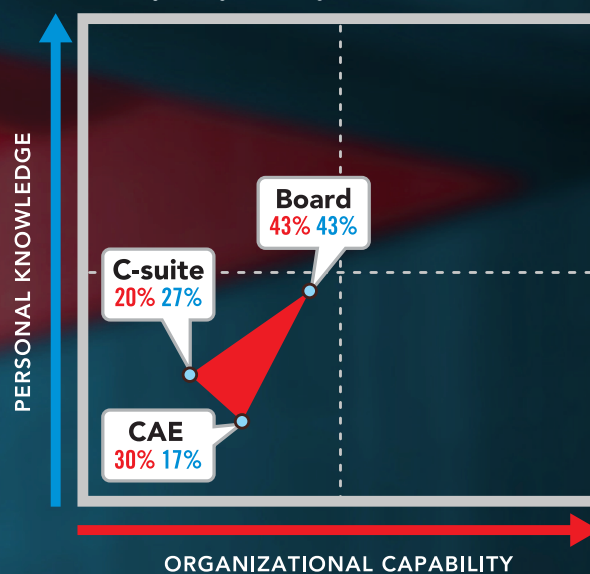 PERSONAL KNOWLEDGE
Board
43% 43%
C-suite
20% 27%
CAE
30% 17%
ORGANIZATIONAL CAPABILITY